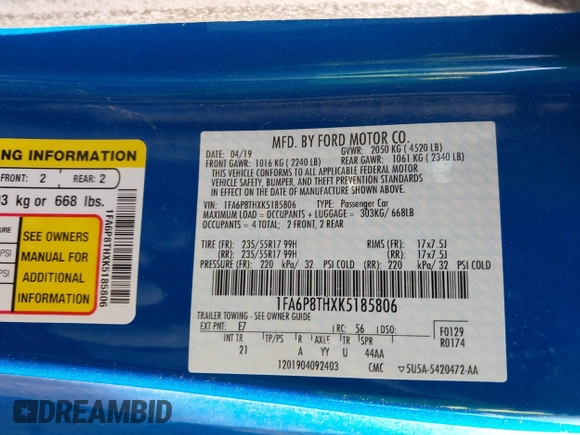 NG INFORMATION
FRONT: 2 REAR: 2
03 kg or 668 lbs.
SEE OWNERS
MANUAL FOR
ADDITIONAL
INFORMATION
1FA6P8THXK5185806
MFD. BY FORD MOTOR CO.
DATE: 04/19 GVWR: 2050 KG ( 4520 LB)
FRONT GAWR: 1016 KG ( 2240 LB) REAR GAWR: 1061 KG ( 2340 LB)
THIS VEHICLE CONFORMS TO ALL APPLICABLE FEDERAL MOTOR
VEHICLE SAFETY, BUMPER, AND THEFT PREVENTION STANDARDS
IN EFFECT ON THE DATE OF MANUFACTURE SHOWN ABOVE.
VIN: 1FA6P8THXK5185806 TYPE: Passenger Car
MAXIMUM LOAD = OCCUPANTS + LUGGAGE = 303KG/ 668LB
OCCUPANTS = 4 TOTAL; 2 FRONT, 2 REAR
TIRE (FR): 235/55R17 99H RIMS (FR): 17x7.5J
(RR): 235/55R17 99H (RR): 17x7.5J
PRESSURE (FR): 220 kPa/ 32 PSI COLD (RR): 220 kPa/ 32 PSI COLD
1FA6P8THXK5185806
TRAILER TOWING - SEE OWNER GUIDE
EXT PNT: E7 RC: 56 DSO: F0129
INT TR TP/PS R AXLE TR SPR R0174
21 A YY U 44AA
1201904092403 CMC 5U5A-5420472-AA
DREAMBID